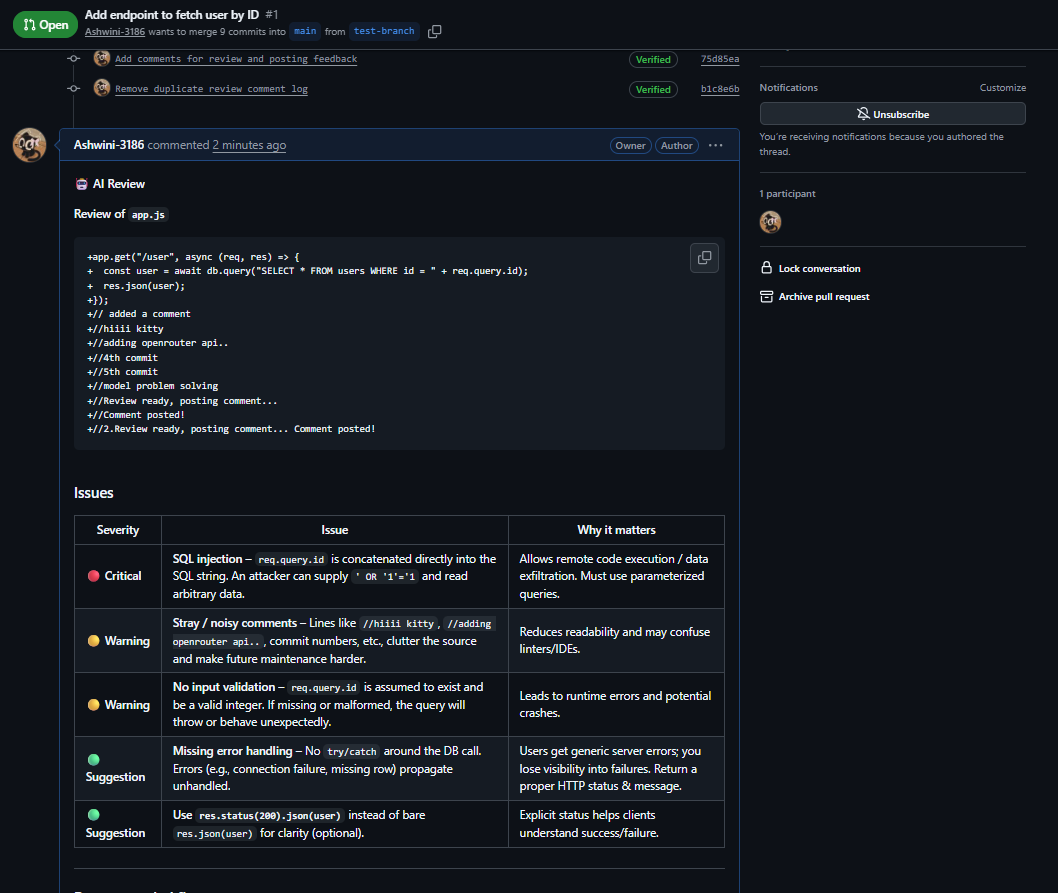 Open
Add endpoint to fetch user by ID #1
Ashwini-3186 wants to merge 9 commits into main from test-branch
Add comments for review and posting feedback Verified 75d85ea
Remove duplicate review comment log Verified b1c8e6b
Ashwini-3186 commented 2 minutes ago Owner Author ...
AI Review
Review of app.js
+app.get("/user", async (req, res) => {
+  const user = await db.query("SELECT * FROM users WHERE id = " + req.query.id);
+  res.json(user);
+});
+// added a comment
+//hiiii kitty
+//adding openrouter api..
+//4th commit
+//5th commit
+//model problem solving
+//Review ready, posting comment...
+//Comment posted!
+//2.Review ready, posting comment... Comment posted!
Issues
Severity Issue Why it matters
Critical
SQL injection – req.query.id is concatenated directly into the
SQL string. An attacker can supply ' OR '1'='1 and read
arbitrary data.
Allows remote code execution / data
exfiltration. Must use parameterized
queries.
Warning
Stray / noisy comments – Lines like //hiiii kitty, //adding
openrouter api.., commit numbers, etc., clutter the source
and make future maintenance harder.
Reduces readability and may confuse
linters/IDEs.
Warning
No input validation – req.query.id is assumed to exist and
be a valid integer. If missing or malformed, the query will
throw or behave unexpectedly.
Leads to runtime errors and potential
crashes.
Suggestion
Missing error handling – No try/catch around the DB call.
Errors (e.g., connection failure, missing row) propagate
unhandled.
Users get generic server errors; you
lose visibility into failures. Return a
proper HTTP status & message.
Suggestion
Use res.status(200).json(user) instead of bare
res.json(user) for clarity (optional).
Explicit status helps clients
understand success/failure.
Notifications Customize
Unsubscribe
You're receiving notifications because you authored the
thread.
1 participant
Lock conversation
Archive pull request